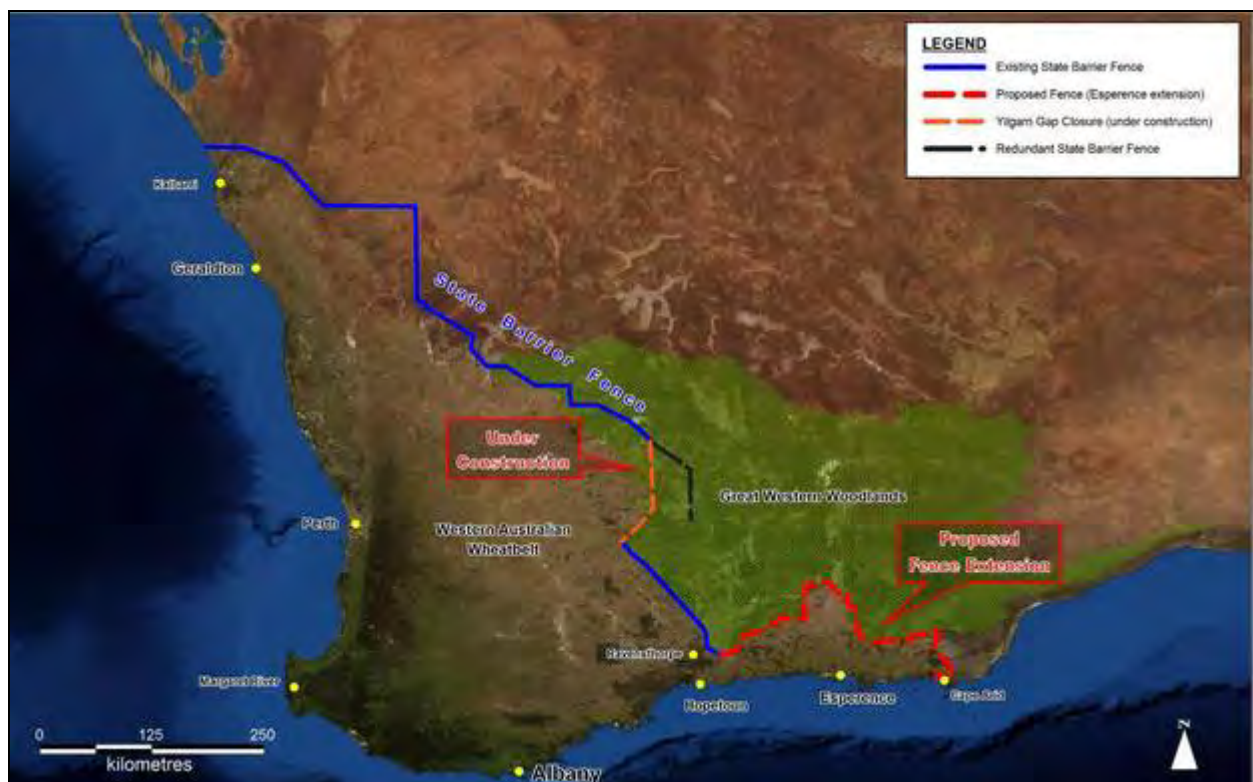 LEGEND
Existing State Barrier Fence
Proposed Fence (Esperence extension)
Yilgarn Gap Closure (under construction)
Redundant State Barrier Fence
Kalbarri
Geraldton
State Barrier Fence
Under
Construction
Great Western Woodlands
Perth
Western Australian
Wheatbelt
Proposed
Fence Extension
Ravensthorpe
Margaret River
Hopetoun
Esperence
Cape Arid
0 125 250
kilometres
Albany
N